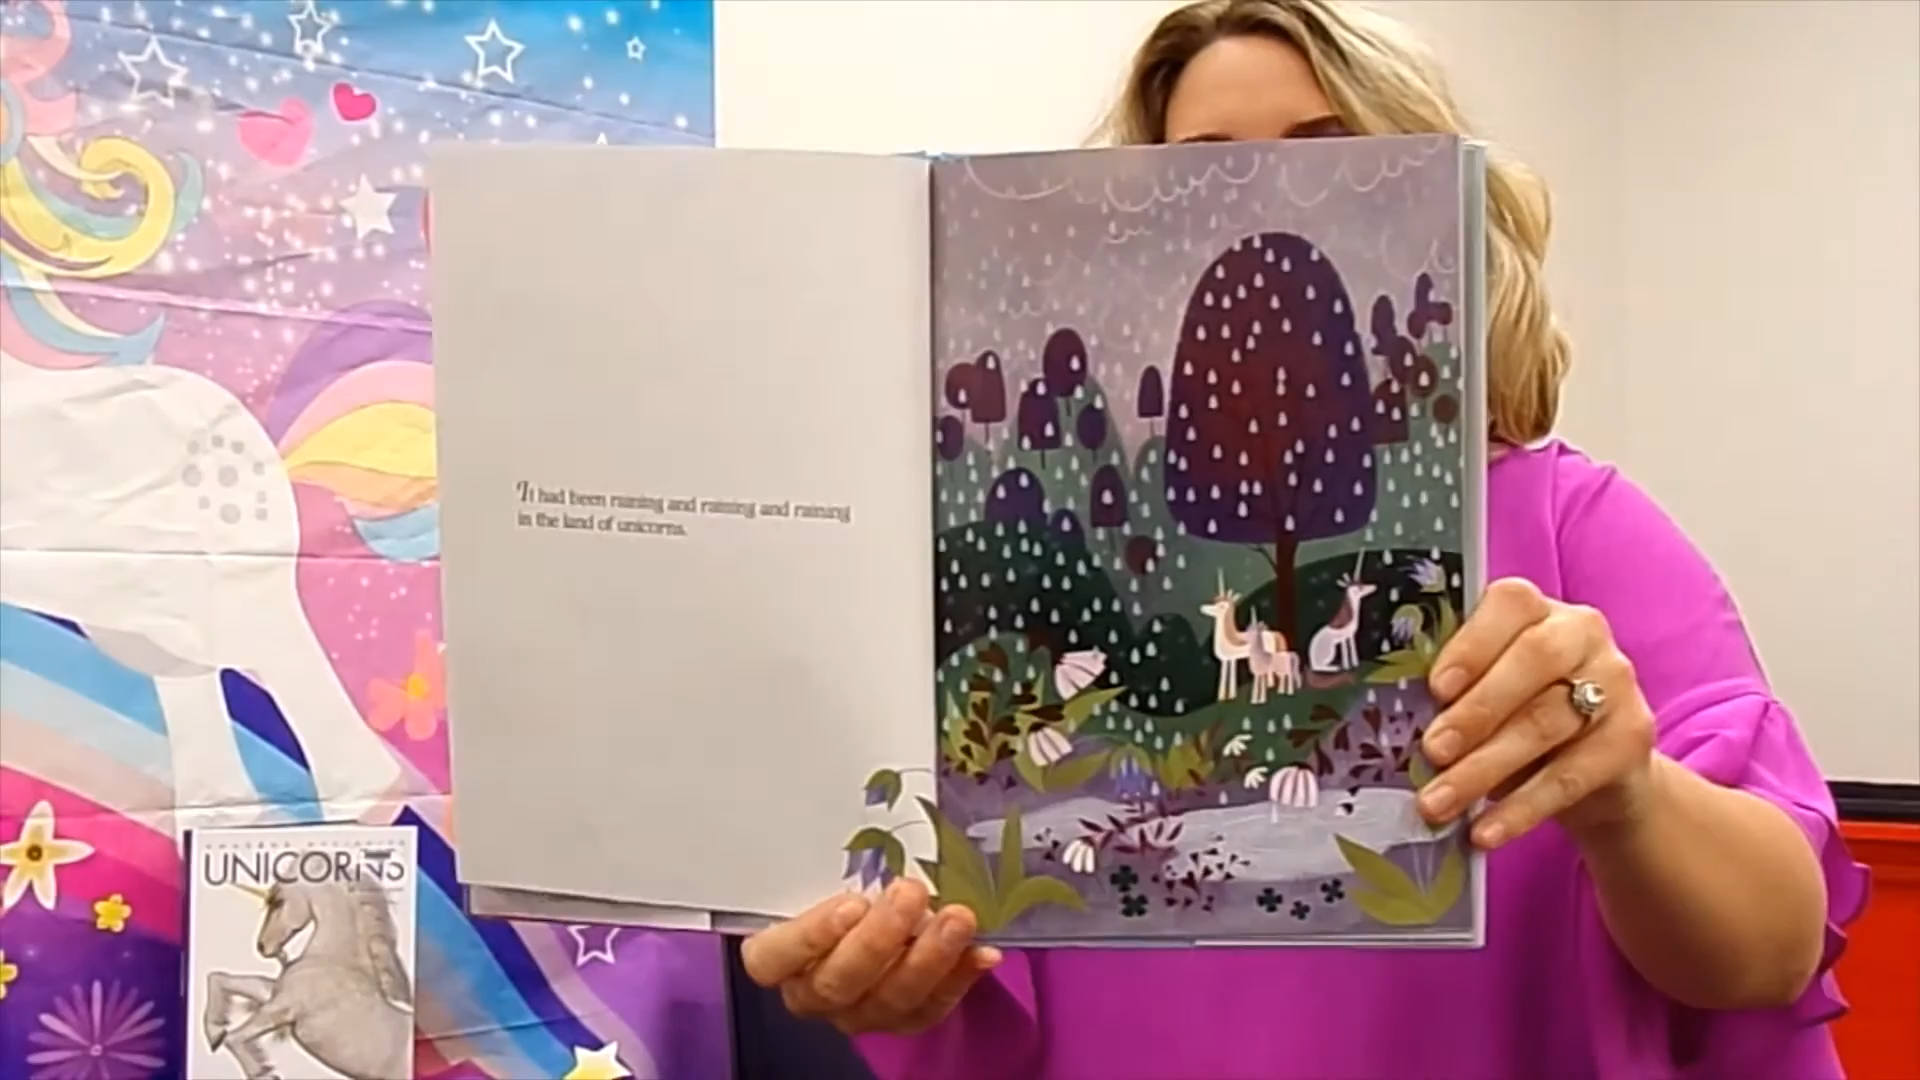 It had been raining and raining and raining
in the land of unicorns.
UNICORNS